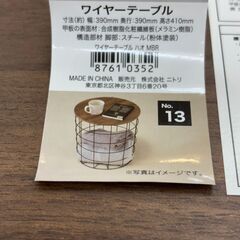 ワイヤーテーブル
寸法(約) 幅:390mm 奥行:390mm 高さ410mm
甲板の表面材:合成樹脂化粧繊維板(メラミン樹脂)
構造部材 脚部:スチール(粉体塗装)
ワイヤーテーブル ハオ MBR
87610352
MADE IN CHINA 販売元 株式会社 ニトリ
東京都北区神谷3丁目6番20号
No.
13
※写真はイメージです。